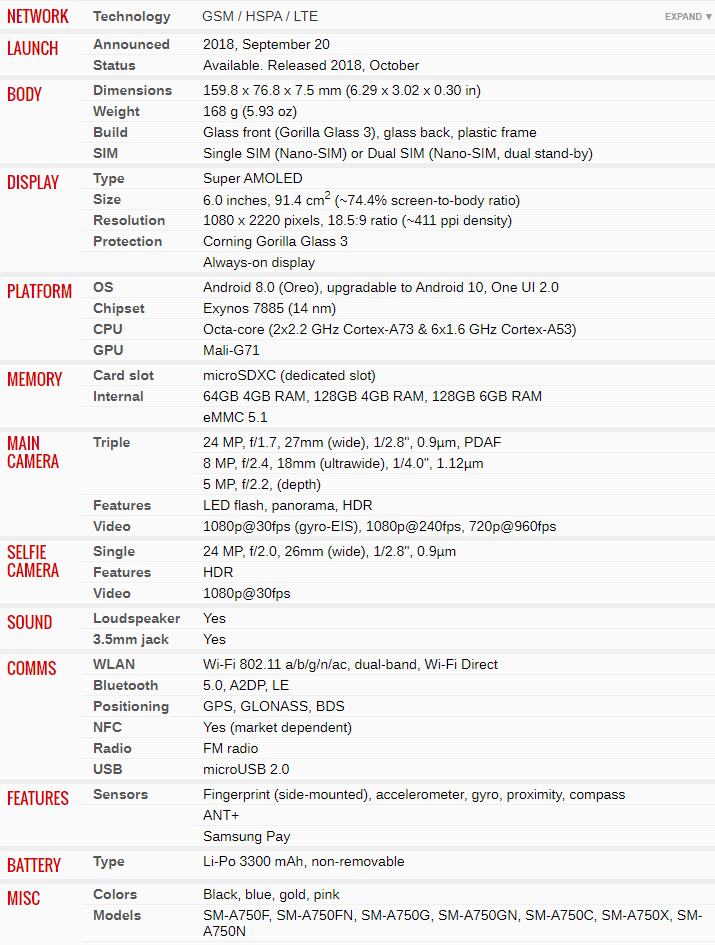 NETWORK Technology GSM / HSPA / LTE EXPAND ▼
LAUNCH Announced 2018, September 20
Status Available. Released 2018, October
BODY Dimensions 159.8 x 76.8 x 7.5 mm (6.29 x 3.02 x 0.30 in)
Weight 168 g (5.93 oz)
Build Glass front (Gorilla Glass 3), glass back, plastic frame
SIM Single SIM (Nano-SIM) or Dual SIM (Nano-SIM, dual stand-by)
DISPLAY Type Super AMOLED
Size 6.0 inches, 91.4 cm² (~74.4% screen-to-body ratio)
Resolution 1080 x 2220 pixels, 18.5:9 ratio (~411 ppi density)
Protection Corning Gorilla Glass 3
Always-on display
PLATFORM OS Android 8.0 (Oreo), upgradable to Android 10, One UI 2.0
Chipset Exynos 7885 (14 nm)
CPU Octa-core (2x2.2 GHz Cortex-A73 & 6x1.6 GHz Cortex-A53)
GPU Mali-G71
MEMORY Card slot microSDXC (dedicated slot)
Internal 64GB 4GB RAM, 128GB 4GB RAM, 128GB 6GB RAM
eMMC 5.1
MAIN CAMERA Triple 24 MP, f/1.7, 27mm (wide), 1/2.8", 0.9µm, PDAF
8 MP, f/2.4, 18mm (ultrawide), 1/4.0", 1.12µm
5 MP, f/2.2, (depth)
Features LED flash, panorama, HDR
Video 1080p@30fps (gyro-EIS), 1080p@240fps, 720p@960fps
SELFIE CAMERA Single 24 MP, f/2.0, 26mm (wide), 1/2.8", 0.9µm
Features HDR
Video 1080p@30fps
SOUND Loudspeaker Yes
3.5mm jack Yes
COMMS WLAN Wi-Fi 802.11 a/b/g/n/ac, dual-band, Wi-Fi Direct
Bluetooth 5.0, A2DP, LE
Positioning GPS, GLONASS, BDS
NFC Yes (market dependent)
Radio FM radio
USB microUSB 2.0
FEATURES Sensors Fingerprint (side-mounted), accelerometer, gyro, proximity, compass
ANT+
Samsung Pay
BATTERY Type Li-Po 3300 mAh, non-removable
MISC Colors Black, blue, gold, pink
Models SM-A750F, SM-A750FN, SM-A750G, SM-A750GN, SM-A750C, SM-A750X, SM-
A750N